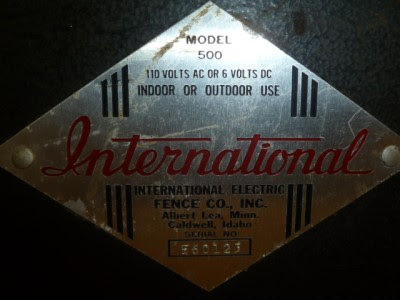 MODEL
500
110 VOLTS AC OR 6 VOLTS DC
INDOOR OR OUTDOOR USE
International
INTERNATIONAL ELECTRIC
FENCE CO., INC.
Albert Lea, Minn.
Caldwell, Idaho
SERIAL NO.
E60123